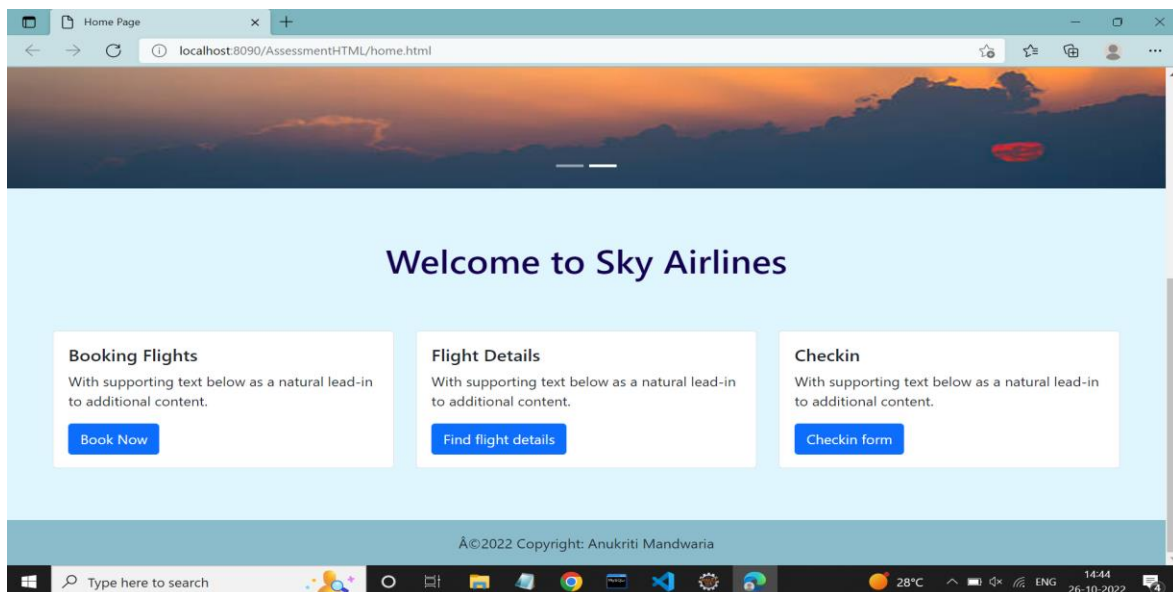 Home Page
localhost:8090/AssessmentHTML/home.html
Welcome to Sky Airlines
Booking Flights
With supporting text below as a natural lead-in
to additional content.
Book Now
Flight Details
With supporting text below as a natural lead-in
to additional content.
Find flight details
Checkin
With supporting text below as a natural lead-in
to additional content.
Checkin form
Â©2022 Copyright: Anukriti Mandwaria
Type here to search
28°C
ENG
14:44
26-10-2022
4